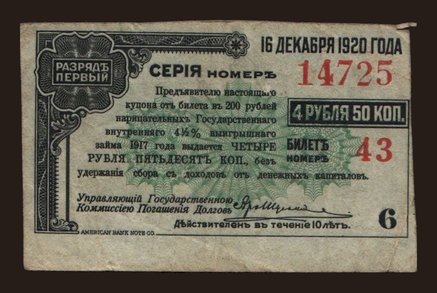 16 ДЕКАБРЯ 1920 ГОДА
РАЗРЯДЪ
ПЕРВЫЙ
СЕРІЯ НОМЕРЪ
14725
Предъявителю настоящаго
купона отъ билета въ 200 рублей
нарицательныхъ Государственнаго
внутренняго 4½% выигрышнаго
займа 1917 года выдается ЧЕТЫРЕ
РУБЛЯ ПЯТЬДЕСЯТЪ КОП., безъ
удержанія сбора съ доходовъ отъ денежныхъ капиталовъ.
4 РУБЛЯ 50 КОП.
БИЛЕТЪ
НОМЕРЪ
43
Управляющій Государственною
Коммиссіею Погашенія Долговъ
Дѣйствителенъ въ теченіе 10 лѣтъ.
6
AMERICAN BANK NOTE CO.